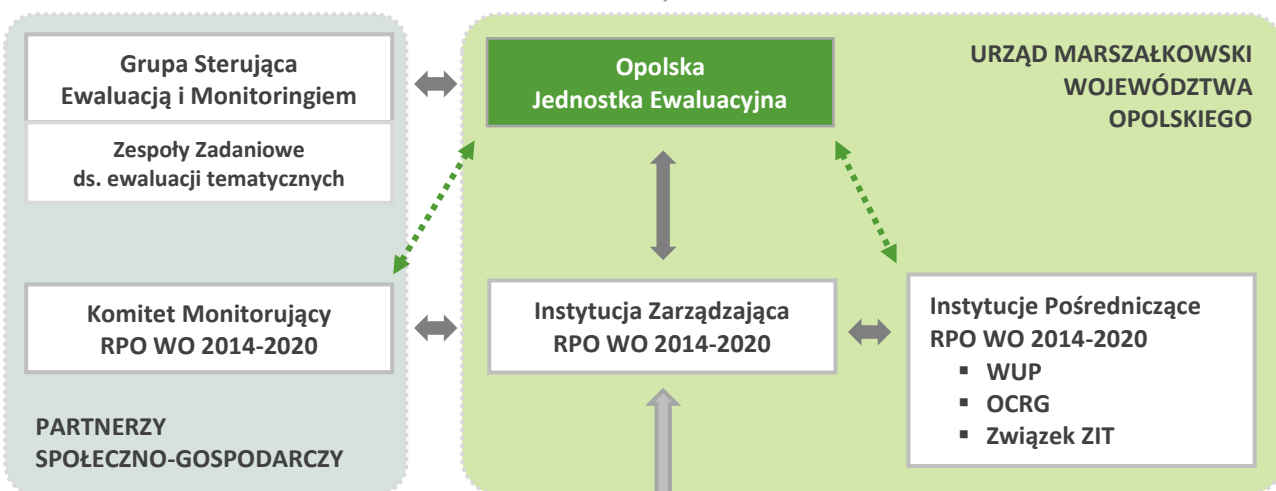 Grupa Sterująca
Ewaluacją i Monitoringiem
Zespoły Zadaniowe
ds. ewaluacji tematycznych
Komitet Monitorujący
RPO WO 2014-2020
PARTNERZY
SPOŁECZNO-GOSPODARCZY
Opolska
Jednostka Ewaluacyjna
URZĄD MARSZAŁKOWSKI
WOJEWÓDZTWA
OPOLSKIEGO
Instytucja Zarządzająca
RPO WO 2014-2020
Instytucje Pośredniczące
RPO WO 2014-2020
▪ WUP
▪ OCRG
▪ Związek ZIT